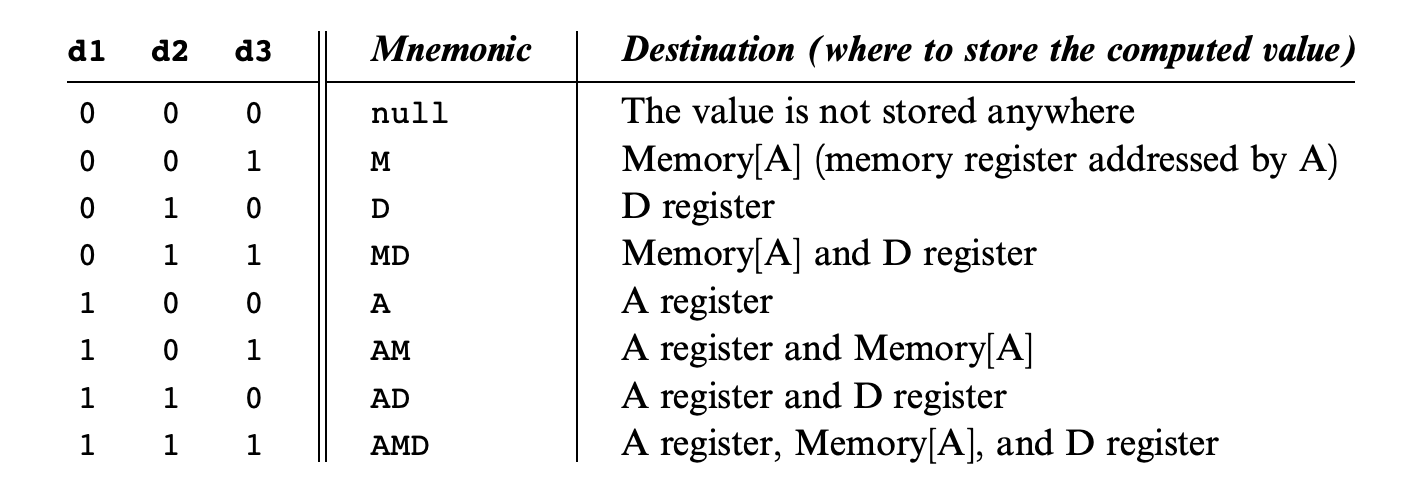 d1 d2 d3 Mnemonic Destination (where to store the computed value)
0 0 0 null The value is not stored anywhere
0 0 1 M Memory[A] (memory register addressed by A)
0 1 0 D D register
0 1 1 MD Memory[A] and D register
1 0 0 A A register
1 0 1 AM A register and Memory[A]
1 1 0 AD A register and D register
1 1 1 AMD A register, Memory[A], and D register